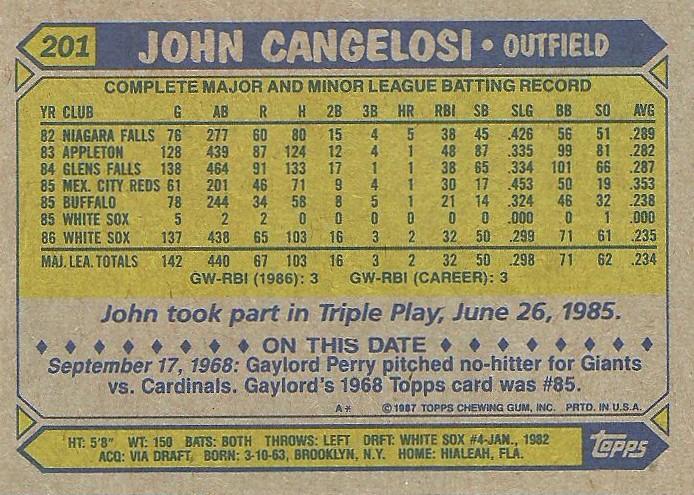 201 JOHN CANGELOSI • OUTFIELD
COMPLETE MAJOR AND MINOR LEAGUE BATTING RECORD
YR CLUB G AB R H 2B 3B HR RBI SB SLG BB SO AVG
82 NIAGARA FALLS 76 277 60 80 15 4 5 38 45 .426 56 51 .289
83 APPLETON 128 439 87 124 12 4 1 48 87 .335 99 81 .282
84 GLENS FALLS 138 464 91 133 17 1 1 38 65 .334 101 66 .287
85 MEX. CITY REDS 61 201 46 71 9 4 1 30 17 .453 50 19 .353
85 BUFFALO 78 244 34 58 8 5 1 21 14 .324 46 32 .238
85 WHITE SOX 5 2 2 0 0 0 0 0 0 .000 0 1 .000
86 WHITE SOX 137 438 65 103 16 3 2 32 50 .299 71 61 .235
MAJ. LEA. TOTALS 142 440 67 103 16 3 2 32 50 .298 71 62 .234
GW-RBI (1986): 3 GW-RBI (CAREER): 3
John took part in Triple Play, June 26, 1985.
ON THIS DATE
September 17, 1968: Gaylord Perry pitched no-hitter for Giants
vs. Cardinals. Gaylord's 1968 Topps card was #85.
A* © 1987 TOPPS CHEWING GUM, INC. PRTD. IN U.S.A.
HT: 5'8" WT: 150 BATS: BOTH THROWS: LEFT DRFT: WHITE SOX #4-JAN., 1982
ACQ: VIA DRAFT, BORN: 3-10-63, BROOKLYN, N.Y. HOME: HIALEAH, FLA.
topps